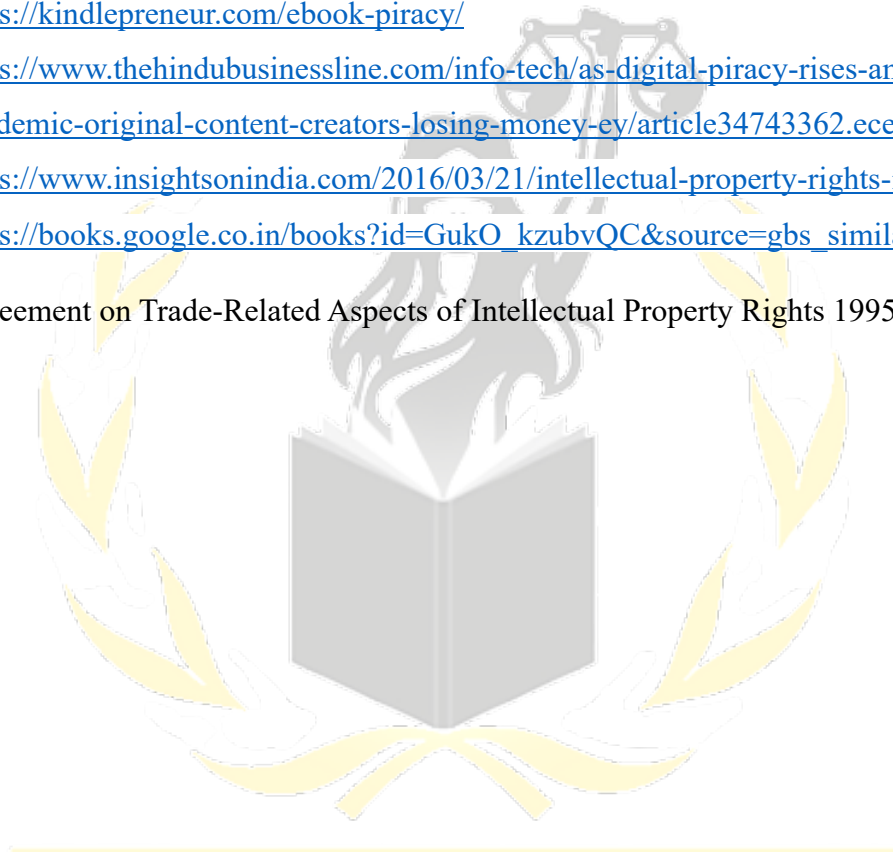 s://kindlepreneur.com/ebook-piracy/
s://www.thehindubusinessline.com/info-tech/as-digital-piracy-rises-an
demic-original-content-creators-losing-money-ey/article34743362.ece
s://www.insightsonindia.com/2016/03/21/intellectual-property-rights-
s://books.google.co.in/books?id=GukO_kzubvQC&source=gbs_simila
eement on Trade-Related Aspects of Intellectual Property Rights 1995